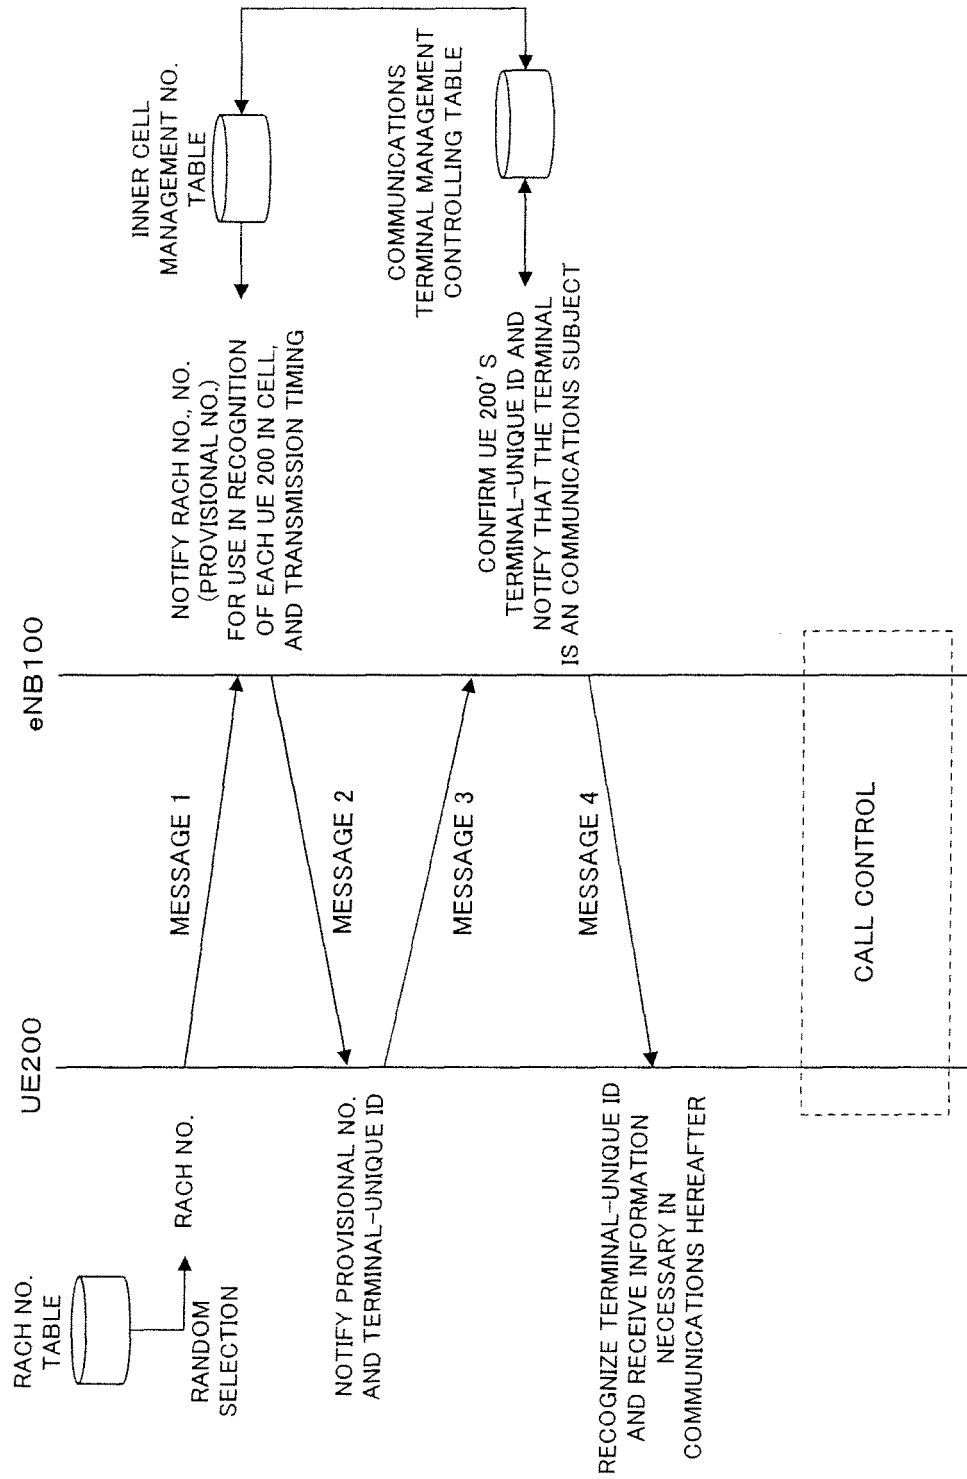 UE200
eNB100
RACH NO.
TABLE
RANDOM
SELECTION
RACH NO.
MESSAGE 1
NOTIFY RACH NO., NO.
(PROVISIONAL NO.)
FOR USE IN RECOGNITION
OF EACH UE 200 IN CELL,
AND TRANSMISSION TIMING
INNER CELL
MANAGEMENT NO.
TABLE
MESSAGE 2
NOTIFY PROVISIONAL NO.
AND TERMINAL-UNIQUE ID
MESSAGE 3
COMMUNICATIONS
TERMINAL MANAGEMENT
CONTROLLING TABLE
CONFIRM UE 200'S
TERMINAL-UNIQUE ID AND
NOTIFY THAT THE TERMINAL
IS AN COMMUNICATIONS SUBJECT
MESSAGE 4
RECOGNIZE TERMINAL-UNIQUE ID
AND RECEIVE INFORMATION
NECESSARY IN
COMMUNICATIONS HEREAFTER
CALL CONTROL